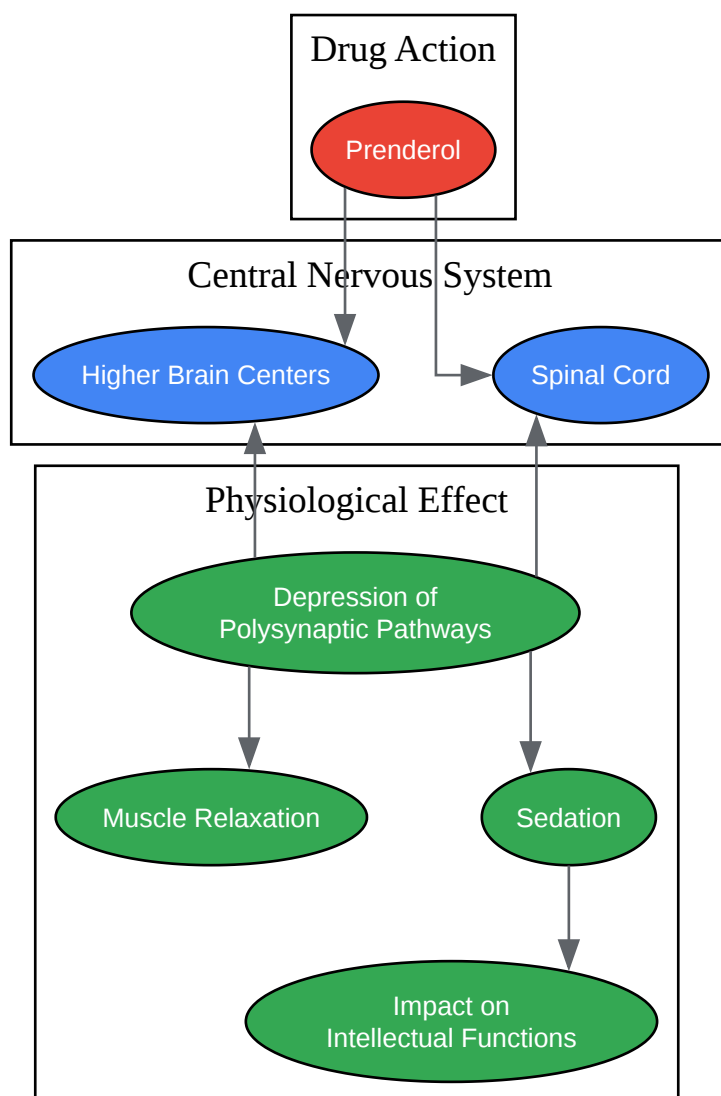 Drug Action
Prenderol
Central Nervous System
Higher Brain Centers
Spinal Cord
Physiological Effect
Depression of
Polysynaptic Pathways
Muscle Relaxation
Sedation
Impact on
Intellectual Functions